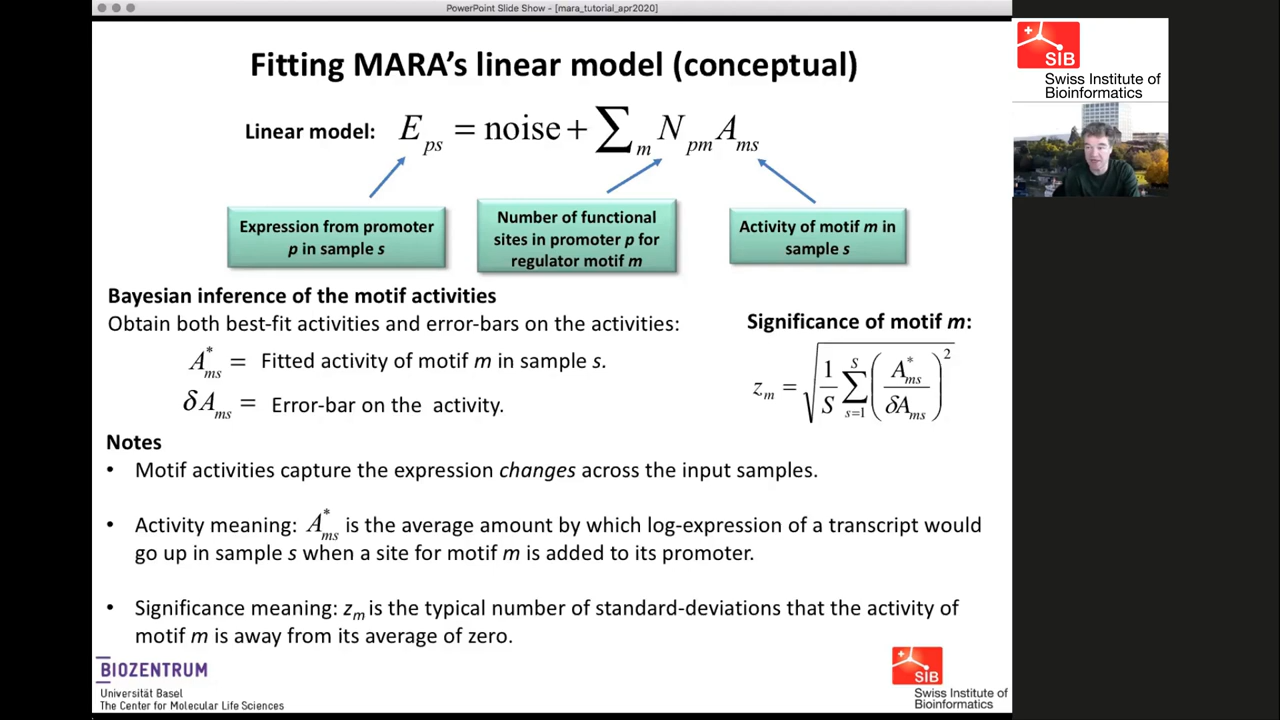 PowerPoint Slide Show - [mara_tutorial_apr2020]
Fitting MARA's linear model (conceptual)
Linear model: E_ps = noise + ∑_m N_pm A_ms
Expression from promoter
p in sample s
Number of functional
sites in promoter p for
regulator motif m
Activity of motif m in
sample s
Bayesian inference of the motif activities
Obtain both best-fit activities and error-bars on the activities:
A*_ms = Fitted activity of motif m in sample s.
δA_ms = Error-bar on the activity.
Significance of motif m:
z_m = √(1/S ∑_{s=1}^{S} (A*_ms / δA_ms)^2)
Notes
• Motif activities capture the expression changes across the input samples.
• Activity meaning: A*_ms is the average amount by which log-expression of a transcript would
go up in sample s when a site for motif m is added to its promoter.
• Significance meaning: z_m is the typical number of standard-deviations that the activity of
motif m is away from its average of zero.
BIOZENTRUM
Universität Basel
The Center for Molecular Life Sciences
SIB
Swiss Institute of
Bioinformatics
SIB
Swiss Institute of
Bioinformatics